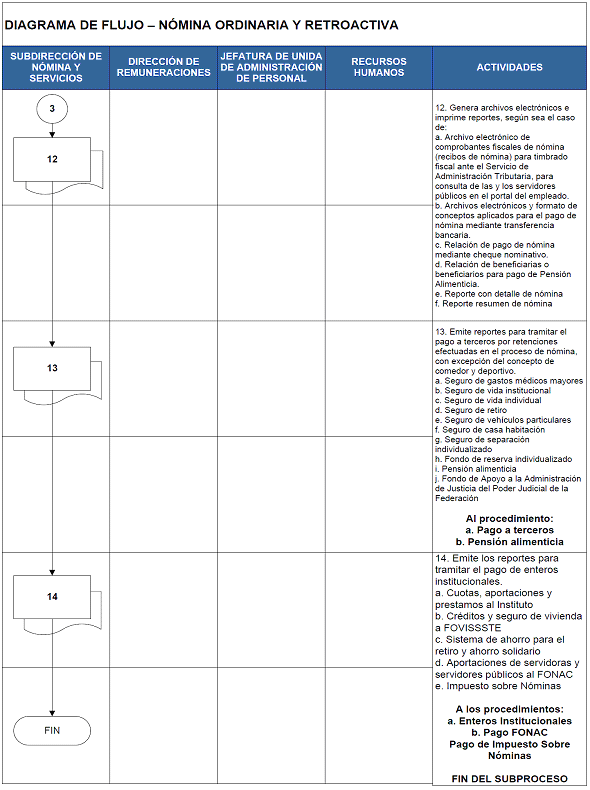 DIAGRAMA DE FLUJO – NÓMINA ORDINARIA Y RETROACTIVA
SUBDIRECCIÓN DE
NÓMINA Y
SERVICIOS
DIRECCIÓN DE
REMUNERACIONES
JEFATURA DE UNIDA
DE ADMINISTRACIÓN
DE PERSONAL
RECURSOS
HUMANOS
ACTIVIDADES
3
12
12. Genera archivos electrónicos e
imprime reportes, según sea el caso
de:
a. Archivo electrónico de
comprobantes fiscales de nómina
(recibos de nómina) para timbrado
fiscal ante el Servicio de
Administración Tributaria, para
consulta de las y los servidores
públicos en el portal del empleado.
b. Archivos electrónicos y formato de
conceptos aplicados para el pago de
nómina mediante transferencia
bancaria.
c. Relación de pago de nómina
mediante cheque nominativo.
d. Relación de beneficiarias o
beneficiarios para pago de Pensión
Alimenticia.
e. Reporte con detalle de nómina
f. Reporte resumen de nómina
13
13. Emite reportes para tramitar el
pago a terceros por retenciones
efectuadas en el proceso de nómina,
con excepción del concepto de
comedor y deportivo.
a. Seguro de gastos médicos mayores
b. Seguro de vida institucional
c. Seguro de vida individual
d. Seguro de retiro
e. Seguro de vehículos particulares
f. Seguro de casa habitación
g. Seguro de separación
individualizado
h. Fondo de reserva individualizado
i. Pensión alimenticia
j. Fondo de Apoyo a la Administración
de Justicia del Poder Judicial de la
Federación
Al procedimiento:
a. Pago a terceros
b. Pensión alimenticia
14
14. Emite los reportes para
tramitar el pago de enteros
institucionales.
a. Cuotas, aportaciones y
prestamos al Instituto
b. Créditos y seguro de vivienda
a FOVISSSTE
c. Sistema de ahorro para el
retiro y ahorro solidario
d. Aportaciones de servidoras y
servidores públicos al FONAC
e. Impuesto sobre Nóminas
A los procedimientos:
a. Enteros Institucionales
b. Pago FONAC
Pago de Impuesto Sobre
Nóminas
FIN
FIN DEL SUBPROCESO